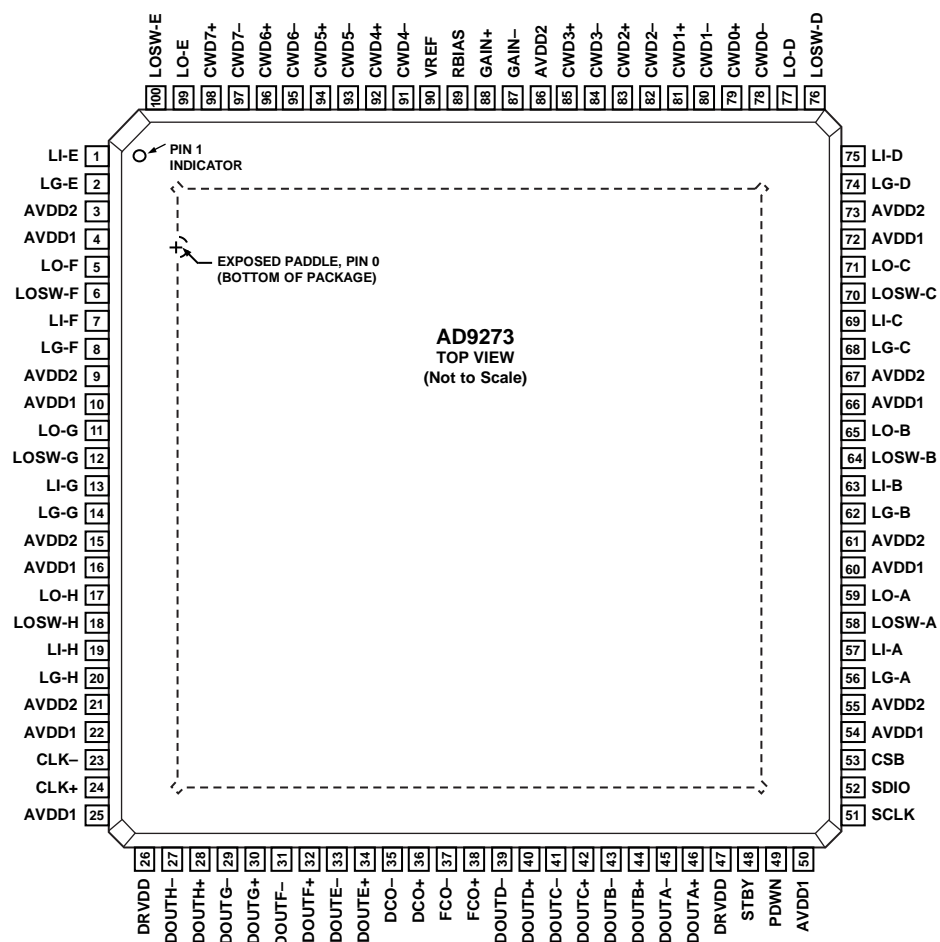 LOSW-E
LO-E
CWD7+
CWD7–
CWD6+
CWD6–
CWD5+
CWD5–
CWD4+
CWD4–
VREF
RBIAS
GAIN+
GAIN–
AVDD2
CWD3+
CWD3–
CWD2+
CWD2–
CWD1+
CWD1–
CWD0+
CWD0–
LO-D
LOSW-D
100 99 98 97 96 95 94 93 92 91 90 89 88 87 86 85 84 83 82 81 80 79 78 77 76
LI-E 1
LG-E 2
AVDD2 3
AVDD1 4
LO-F 5
LOSW-F 6
LI-F 7
LG-F 8
AVDD2 9
AVDD1 10
LO-G 11
LOSW-G 12
LI-G 13
LG-G 14
AVDD2 15
AVDD1 16
LO-H 17
LOSW-H 18
LI-H 19
LG-H 20
AVDD2 21
AVDD1 22
CLK– 23
CLK+ 24
AVDD1 25
PIN 1
INDICATOR
EXPOSED PADDLE, PIN 0
(BOTTOM OF PACKAGE)
AD9273
TOP VIEW
(Not to Scale)
75 LI-D
74 LG-D
73 AVDD2
72 AVDD1
71 LO-C
70 LOSW-C
69 LI-C
68 LG-C
67 AVDD2
66 AVDD1
65 LO-B
64 LOSW-B
63 LI-B
62 LG-B
61 AVDD2
60 AVDD1
59 LO-A
58 LOSW-A
57 LI-A
56 LG-A
55 AVDD2
54 AVDD1
53 CSB
52 SDIO
51 SCLK
26 27 28 29 30 31 32 33 34 35 36 37 38 39 40 41 42 43 44 45 46 47 48 49 50
DRVDD
DOUTH–
DOUTH+
DOUTG–
DOUTG+
DOUTF–
DOUTF+
DOUTE–
DOUTE+
DCO–
DCO+
FCO–
FCO+
DOUTD–
DOUTD+
DOUTC–
DOUTC+
DOUTB–
DOUTB+
DOUTA–
DOUTA+
DRVDD
STBY
PDWN
AVDD1